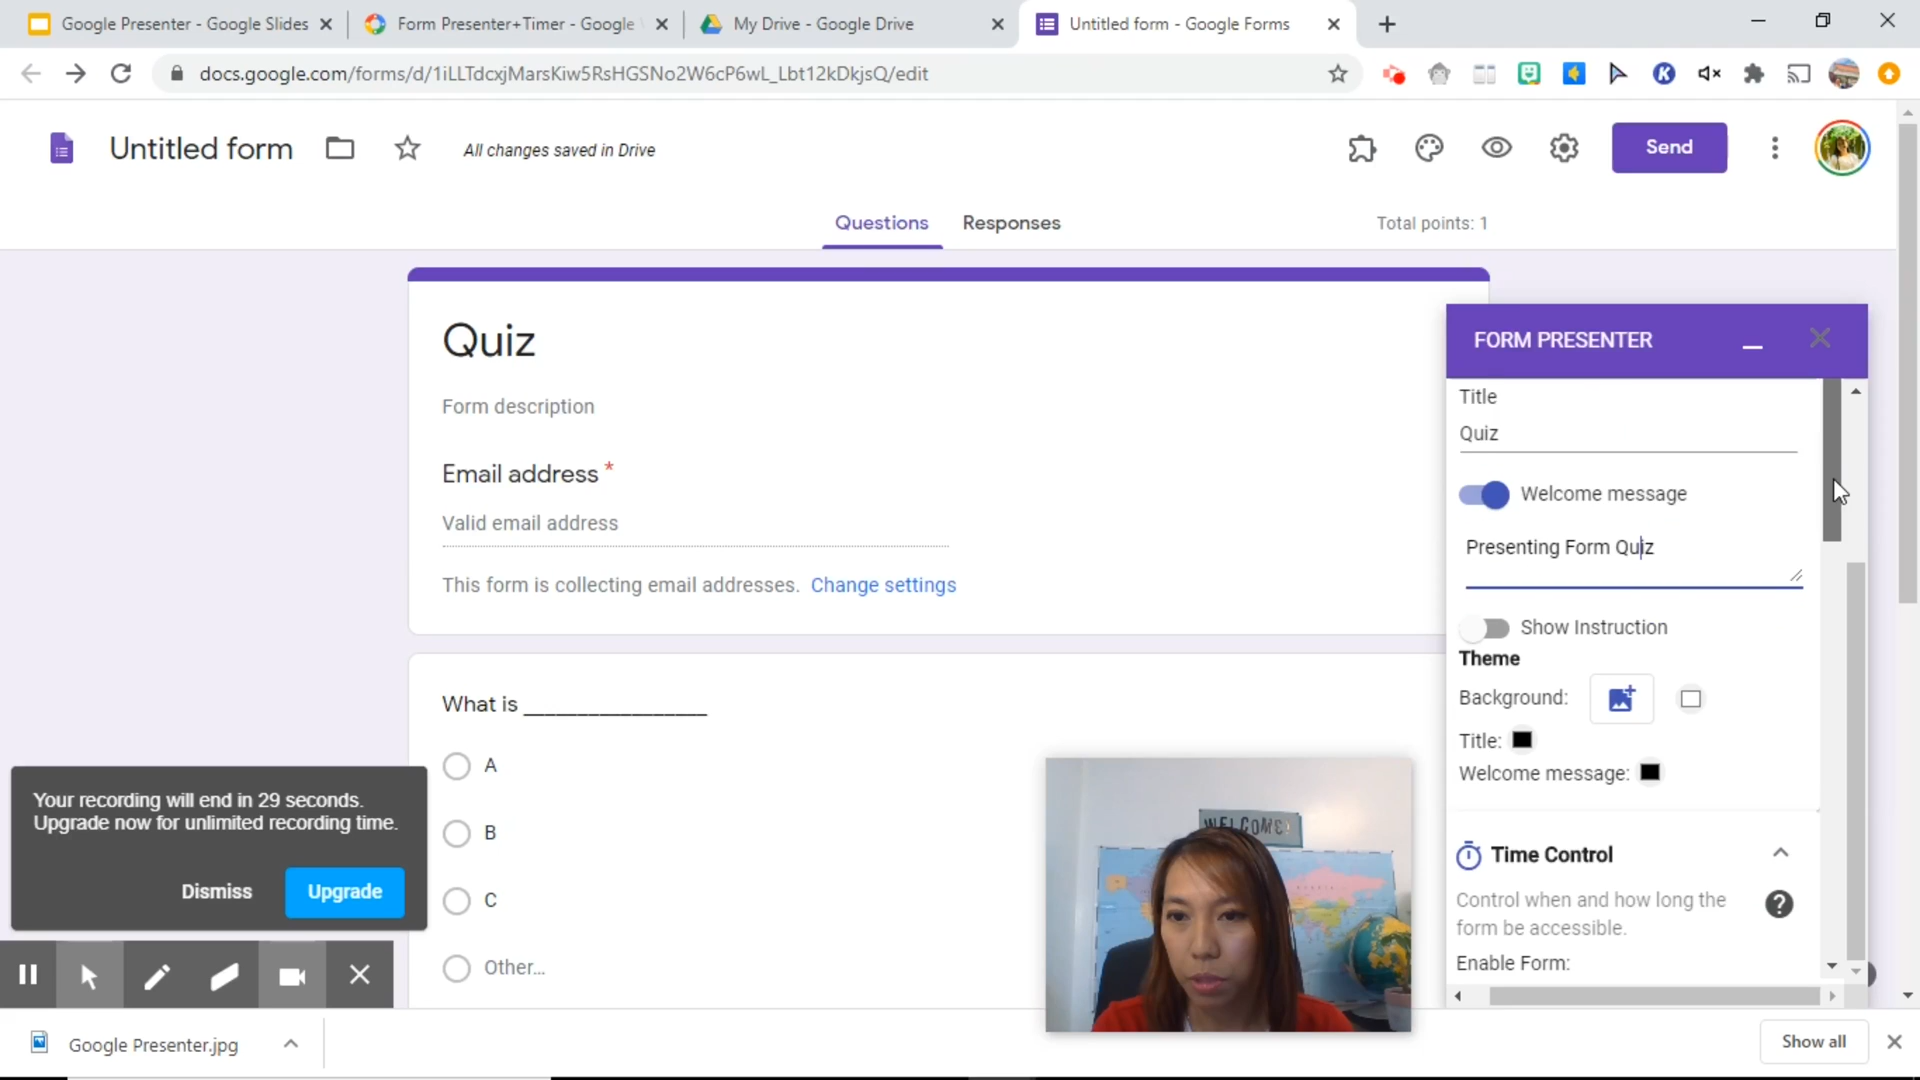 Google Presenter - Google Slides
Form Presenter+Timer - Google
My Drive - Google Drive
Untitled form - Google Forms
docs.google.com/forms/d/1iLLTdcxjMarsKiw5RsHGSNo2W6cP6wL_Lbt12kDkjsQ/edit
Untitled form
All changes saved in Drive
Send
Questions
Responses
Total points: 1
Quiz
Form description
Email address *
Valid email address
This form is collecting email addresses. Change settings
What is _________________
A
B
C
Other...
FORM PRESENTER
Title
Quiz
Welcome message
Presenting Form Quiz
Show Instruction
Theme
Background:
Title:
Welcome message:
Time Control
Control when and how long the
form be accessible.
Enable Form:
WELCOME!
Your recording will end in 29 seconds.
Upgrade now for unlimited recording time.
Dismiss
Upgrade
Google Presenter.jpg
Show all